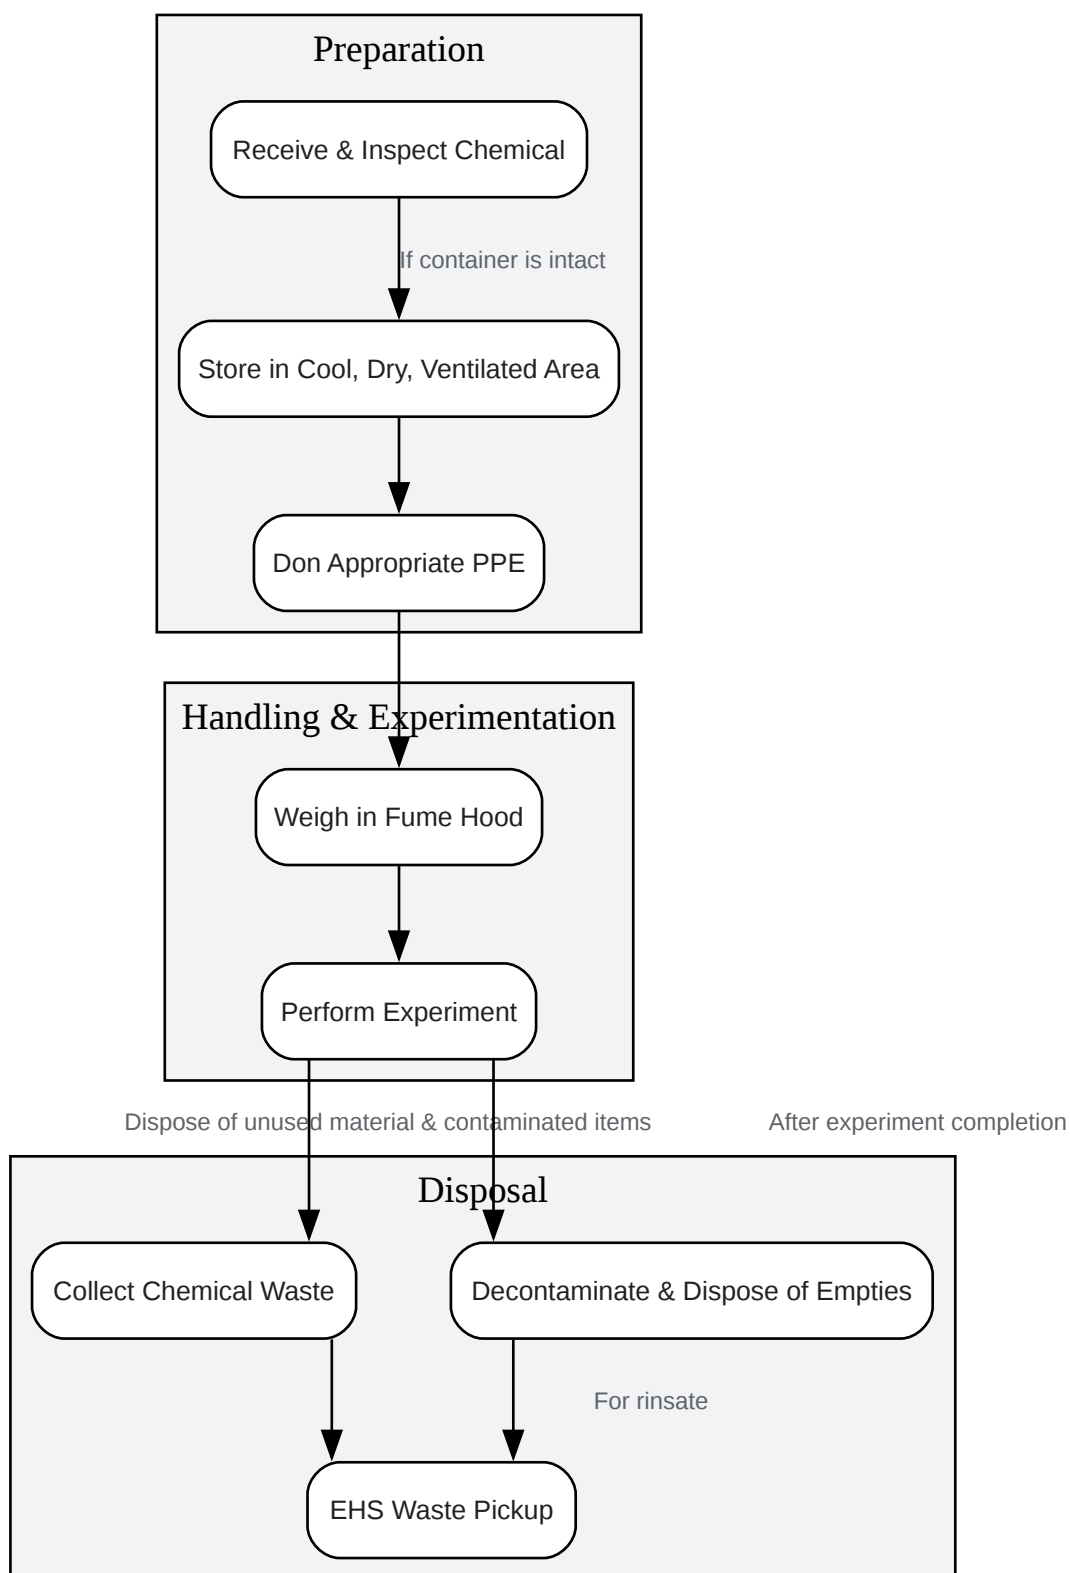 Preparation
Receive & Inspect Chemical
If container is intact
Store in Cool, Dry, Ventilated Area
Don Appropriate PPE
Handling & Experimentation
Weigh in Fume Hood
Perform Experiment
Dispose of unused material & contaminated items
After experiment completion
Disposal
Collect Chemical Waste
Decontaminate & Dispose of Empties
For rinsate
EHS Waste Pickup